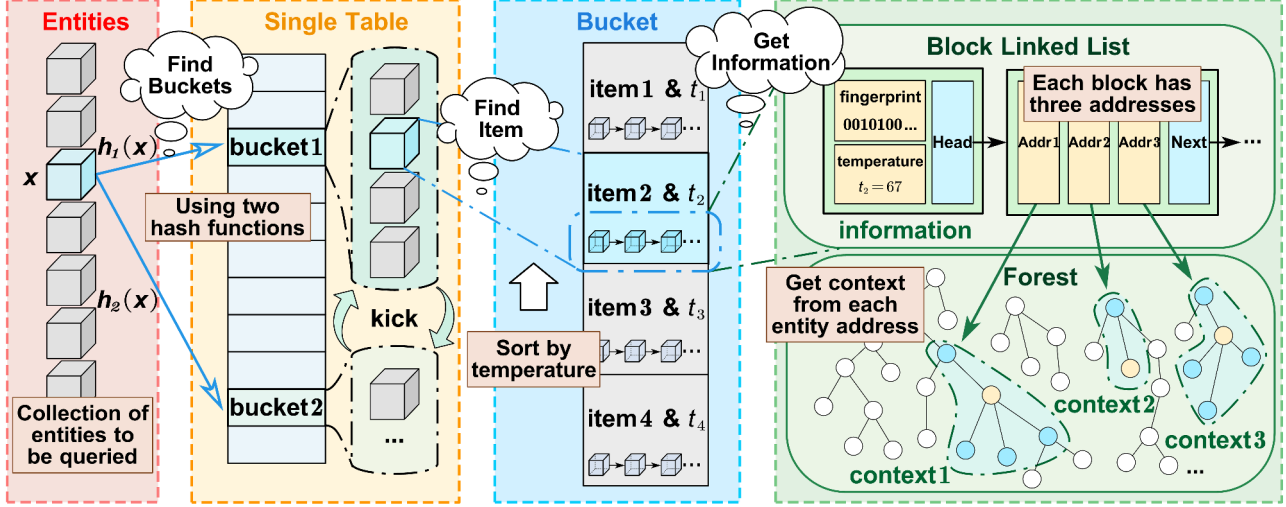 Entities
Single Table
Bucket
Find
Buckets
x
h1(x)
h2(x)
Using two
hash functions
Collection of
entities to
be queried
bucket1
bucket2
kick
...
Find
Item
item1 & t1
...
item2 & t2
...
item3 & t3
...
item4 & t4
...
Sort by
temperature
Get
Information
Block Linked List
fingerprint
0010100...
temperature
t2 = 67
Head
Each block has
three addresses
Addr1
Addr2
Addr3
Next
...
information
Get context
from each
entity address
Forest
context1
context2
context3
...